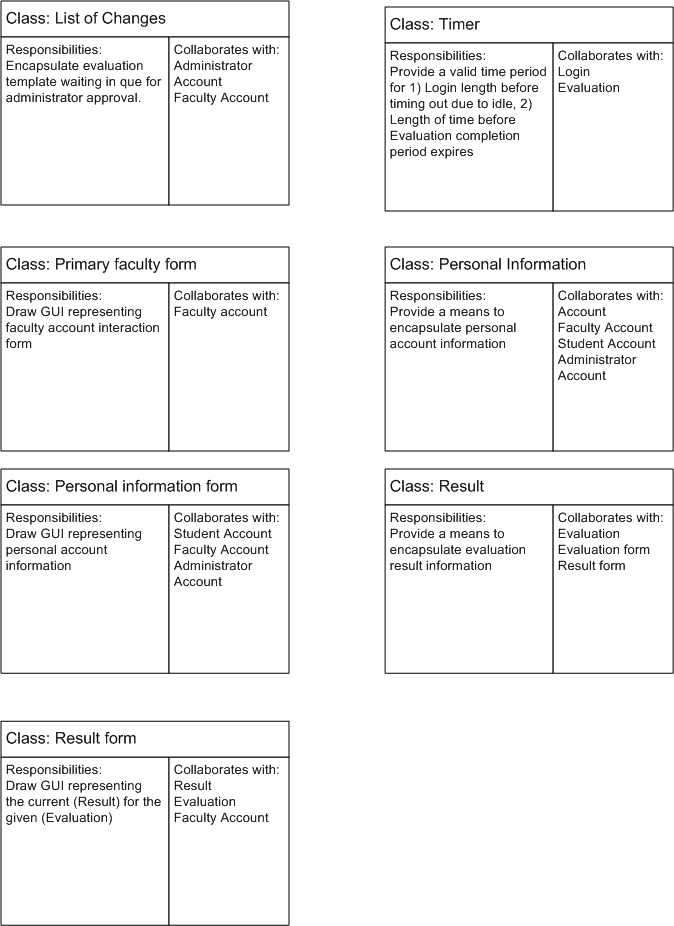 Class: List of Changes
Responsibilities:
Encapsulate evaluation
template waiting in que for
administrator approval.
Collaborates with:
Administrator
Account
Faculty Account
Class: Timer
Responsibilities:
Provide a valid time period
for 1) Login length before
timing out due to idle, 2)
Length of time before
Evaluation completion
period expires
Collaborates with:
Login
Evaluation
Class: Primary faculty form
Responsibilities:
Draw GUI representing
faculty account interaction
form
Collaborates with:
Faculty account
Class: Personal Information
Responsibilities:
Provide a means to
encapsulate personal
account information
Collaborates with:
Account
Faculty Account
Student Account
Administrator
Account
Class: Personal information form
Responsibilities:
Draw GUI representing
personal account
information
Collaborates with:
Student Account
Faculty Account
Administrator
Account
Class: Result
Responsibilities:
Provide a means to
encapsulate evaluation
result information
Collaborates with:
Evaluation
Evaluation form
Result form
Class: Result form
Responsibilities:
Draw GUI representing
the current (Result) for the
given (Evaluation)
Collaborates with:
Result
Evaluation
Faculty Account